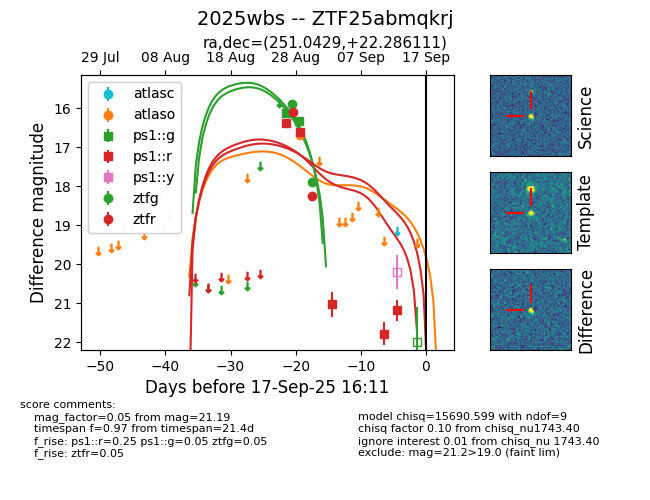 2025wbs -- ZTF25abmqkrj
ra,dec=(251.0429,+22.286111)
29 Jul 08 Aug 18 Aug 28 Aug 07 Sep 17 Sep
atlasc
atlaso
ps1::g
ps1::r
ps1::y
ztfg
ztfr
16
17
18
19
20
21
22
Difference magnitude
−50 −40 −30 −20 −10 0
Days before 17-Sep-25 16:11
Science
Template
Difference
score comments:
mag_factor=0.05 from mag=21.19
timespan f=0.97 from timespan=21.4d
f_rise: ps1::r=0.25 ps1::g=0.05 ztfg=0.05
f_rise: ztfr=0.05
model chisq=15690.599 with ndof=9
chisq factor 0.10 from chisq_nu1743.40
ignore interest 0.01 from chisq_nu 1743.40
exclude: mag=21.2>19.0 (faint lim)